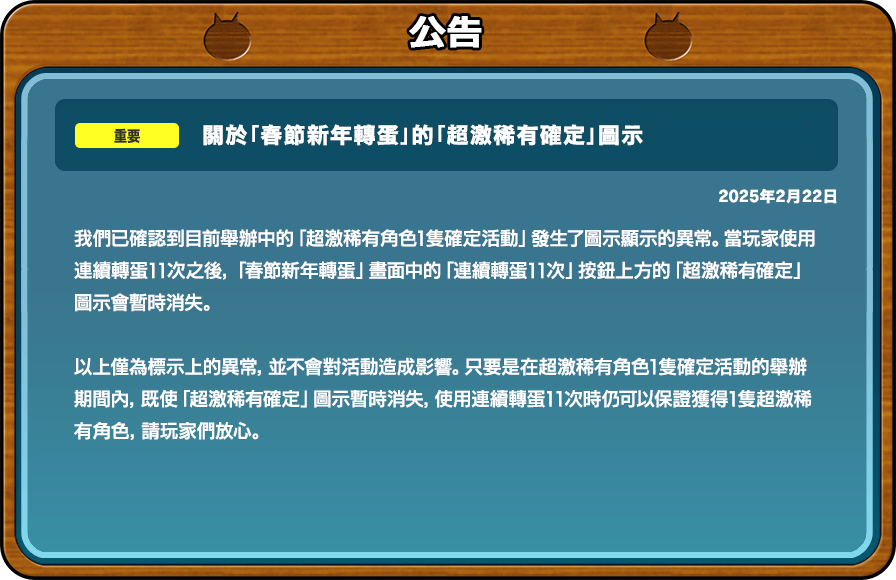 公告
重要
關於「春節新年轉蛋」的「超激稀有確定」圖示
2025年2月22日
我們已確認到目前舉辦中的「超激稀有角色1隻確定活動」發生了圖示顯示的異常。當玩家使用
連續轉蛋11次之後,「春節新年轉蛋」畫面中的「連續轉蛋11次」按鈕上方的「超激稀有確定」
圖示會暫時消失。
以上僅為標示上的異常, 並不會對活動造成影響。只要是在超激稀有角色1隻確定活動的舉辦
期間內, 既使「超激稀有確定」圖示暫時消失, 使用連續轉蛋11次時仍可以保證獲得1隻超激稀
有角色, 請玩家們放心。